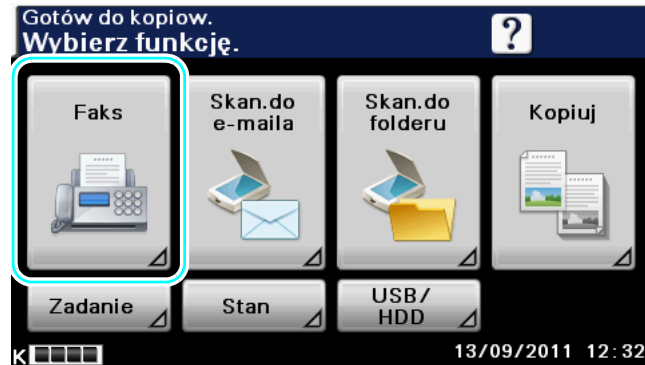 Gotów do kopiow.
Wybierz funkcję.
?
Faks
Skan.do
e-maila
Skan.do
folderu
Kopiuj
Zadanie
Stan
USB/
HDD
K
13/09/2011 12:32